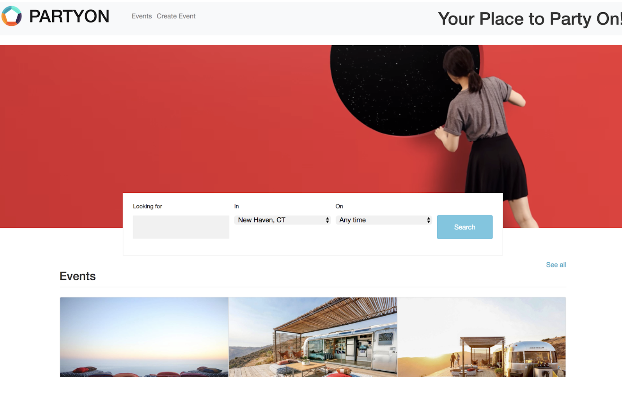 PARTYON
Events Create Event
Your Place to Party On!
Looking for
In
On
New Haven, CT
Any time
Search
See all
Events